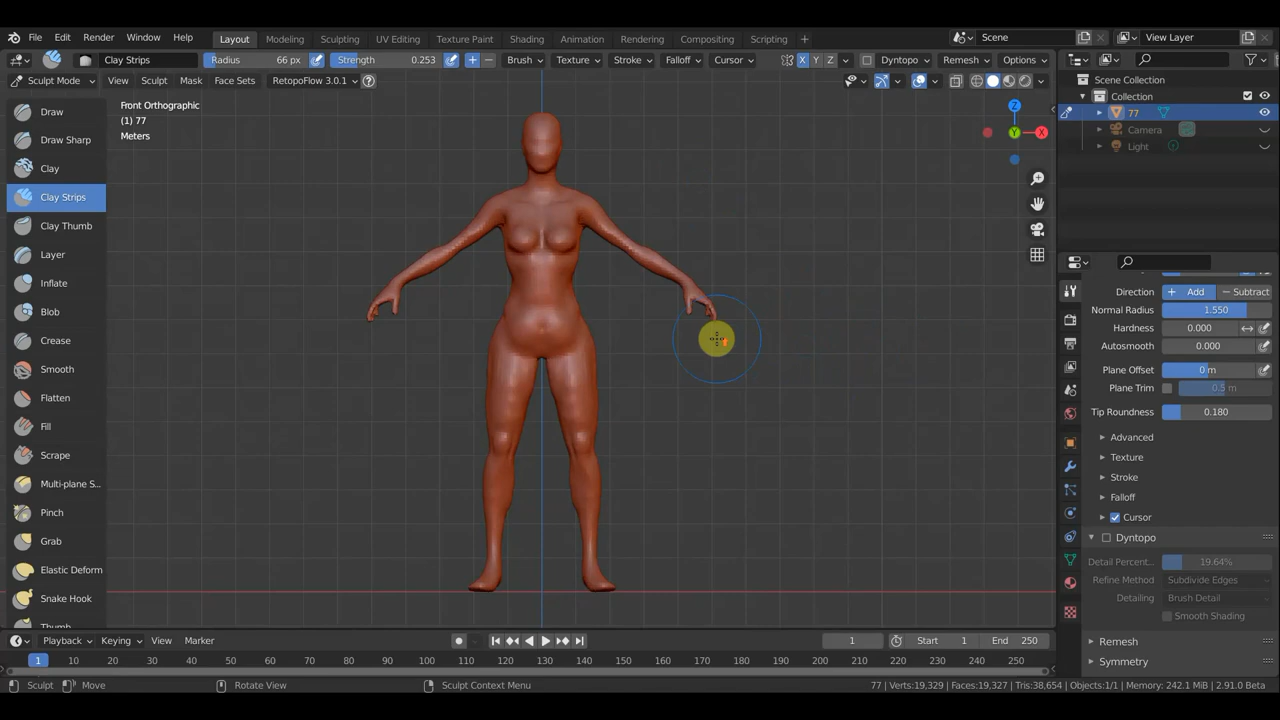 File Edit Render Window Help Layout Modeling Sculpting UV Editing Texture Paint Shading Animation Rendering Compositing Scripting + Scene View Layer
Clay Strips Radius 66 px Strength 0.253 Brush Texture Stroke Falloff Cursor X Y Z Dyntopo Remesh Options
Sculpt Mode View Sculpt Mask Face Sets RetopoFlow 3.0.1
Scene Collection
Collection
77
Camera
Light
Front Orthographic
(1) 77
Meters
Z
Y
X
Draw
Draw Sharp
Clay
Clay Strips
Clay Thumb
Layer
Inflate
Blob
Crease
Smooth
Flatten
Fill
Scrape
Multi-plane S...
Pinch
Grab
Elastic Deform
Snake Hook
Thumb
Direction + Add − Subtract
Normal Radius 1.550
Hardness 0.000
Autosmooth 0.000
Plane Offset 0 m
Plane Trim 0.5 m
Tip Roundness 0.180
Advanced
Texture
Stroke
Falloff
Cursor
Dyntopo
Detail Percent... 19.64%
Refine Method Subdivide Edges
Detailing Brush Detail
Smooth Shading
Remesh
Symmetry
Playback Keying View Marker 1 Start 1 End 250
1 10 20 30 40 50 60 70 80 90 100 110 120 130 140 150 160 170 180 190 200 210 220 230 240 250
Sculpt Move Rotate View Sculpt Context Menu 77 | Verts:19,329 | Faces:19,327 | Tris:38,654 | Objects:1/1 | Memory: 242.1 MiB | 2.91.0 Beta